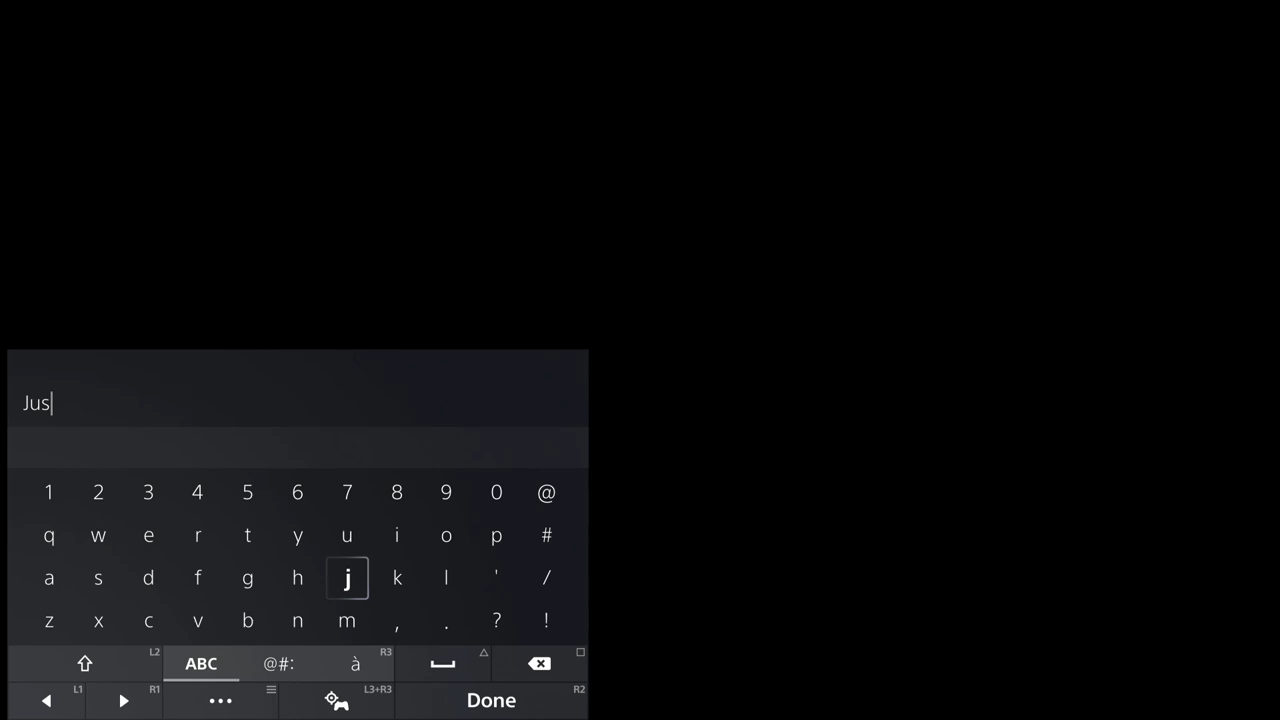 Jus
1 2 3 4 5 6 7 8 9 0 @
q w e r t y u i o p #
a s d f g h j k l ' /
z x c v b n m , . ? !
L2 ABC @#: à R3
L1 R1 ••• L3+R3 Done R2